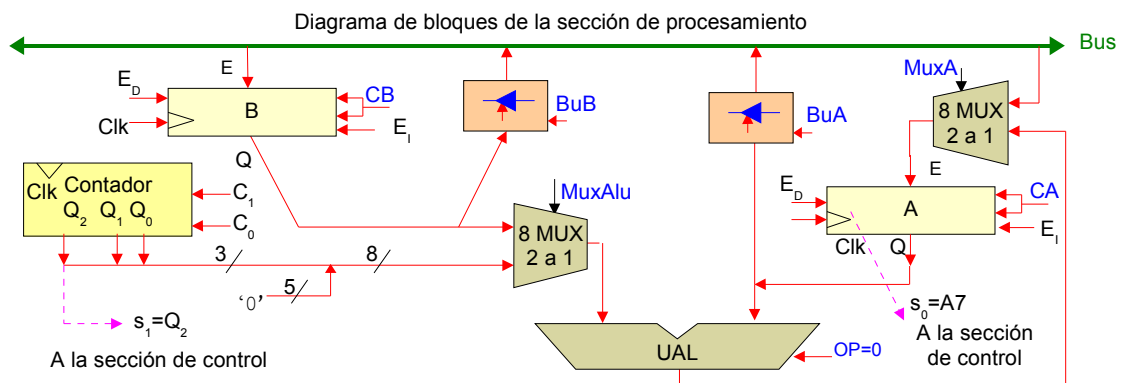 Diagrama de bloques de la sección de procesamiento
Bus
E
E_D
CB
B
Clk
E_I
Q
BuB
BuA
MuxA
8 MUX
2 a 1
E
Clk Contador
Q_2 Q_1 Q_0
C_1
C_0
MuxAlu
8 MUX
2 a 1
E_D
CA
A
E_I
Clk
Q
3
8
5
'0'
s_1=Q_2
A la sección de control
s_0=A7
A la sección
de control
UAL
OP=0